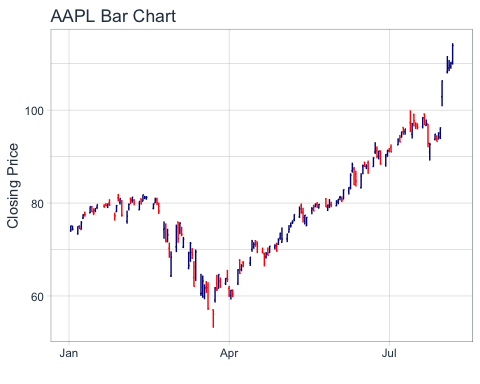 AAPL Bar Chart
Closing Price
100
80
60
Jan
Apr
Jul